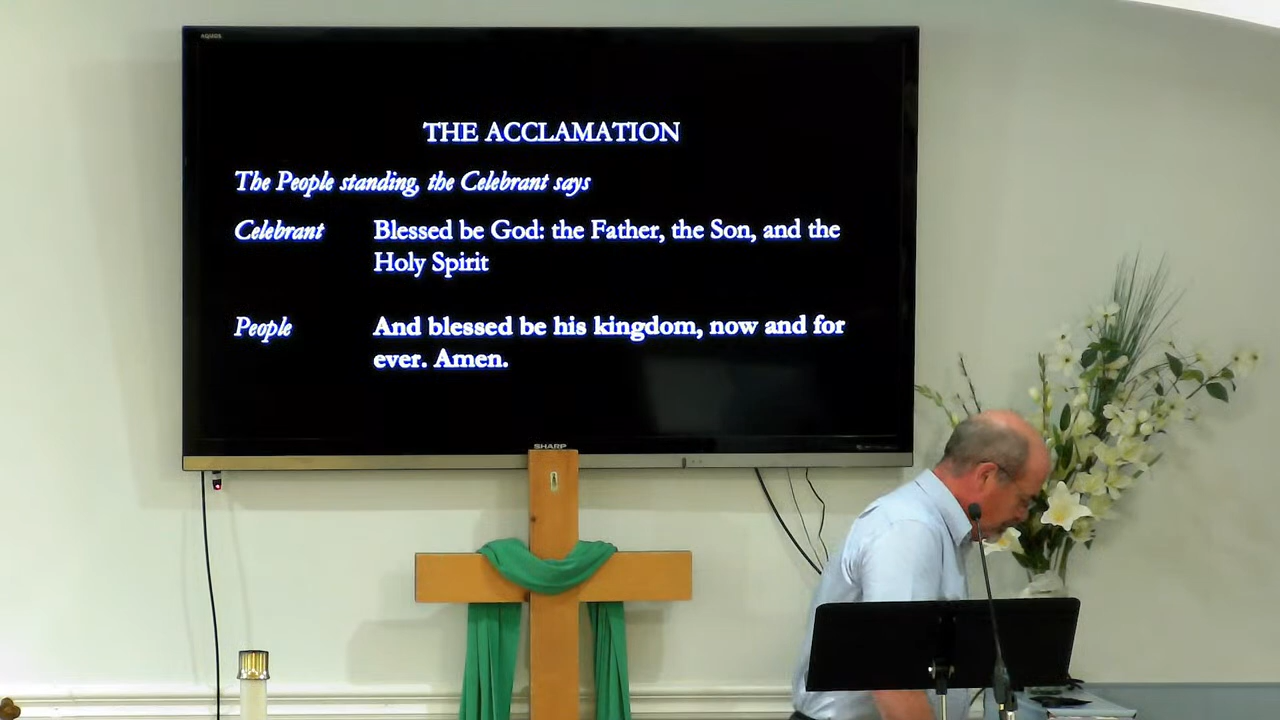 AQUOS
THE ACCLAMATION
The People standing, the Celebrant says
Celebrant Blessed be God: the Father, the Son, and the
Holy Spirit
People And blessed be his kingdom, now and for
ever. Amen.
SHARP